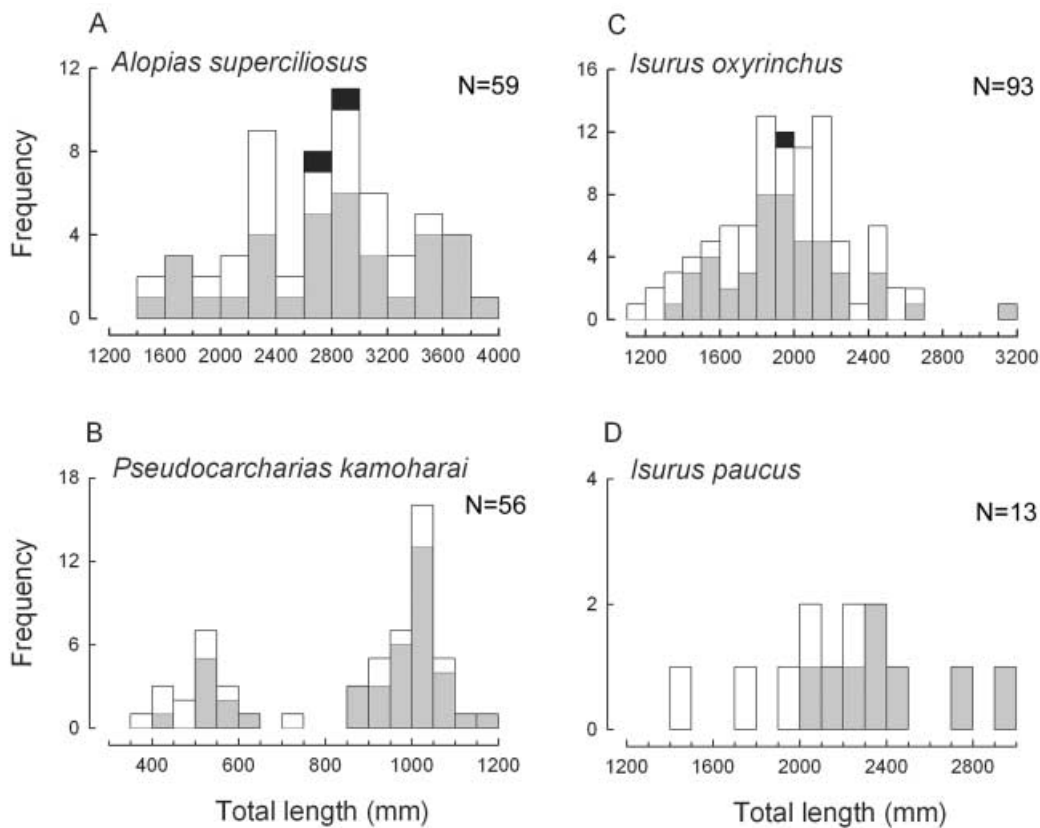 A
Alopias superciliosus
N=59
12
8
4
0
Frequency
1200 1600 2000 2400 2800 3200 3600 4000
C
Isurus oxyrinchus
N=93
16
12
8
4
0
1200 1600 2000 2400 2800 3200
B
Pseudocarcharias kamoharai
N=56
18
12
6
0
Frequency
400 600 800 1000 1200
Total length (mm)
D
Isurus paucus
N=13
4
2
0
1200 1600 2000 2400 2800
Total length (mm)